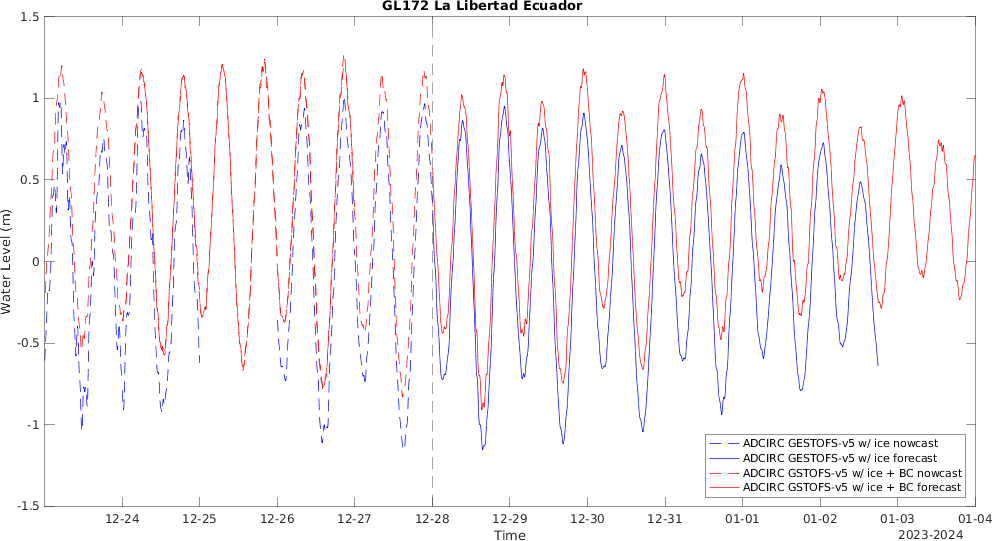 GL172 La Libertad Ecuador
1.5
1
0.5
0
-0.5
-1
-1.5
Water Level (m)
12-24 12-25 12-26 12-27 12-28 12-29 12-30 12-31 01-01 01-02 01-03 01-04
Time
2023-2024
ADCIRC GESTOFS-v5 w/ ice nowcast
ADCIRC GESTOFS-v5 w/ ice forecast
ADCIRC GSTOFS-v5 w/ ice + BC nowcast
ADCIRC GSTOFS-v5 w/ ice + BC forecast